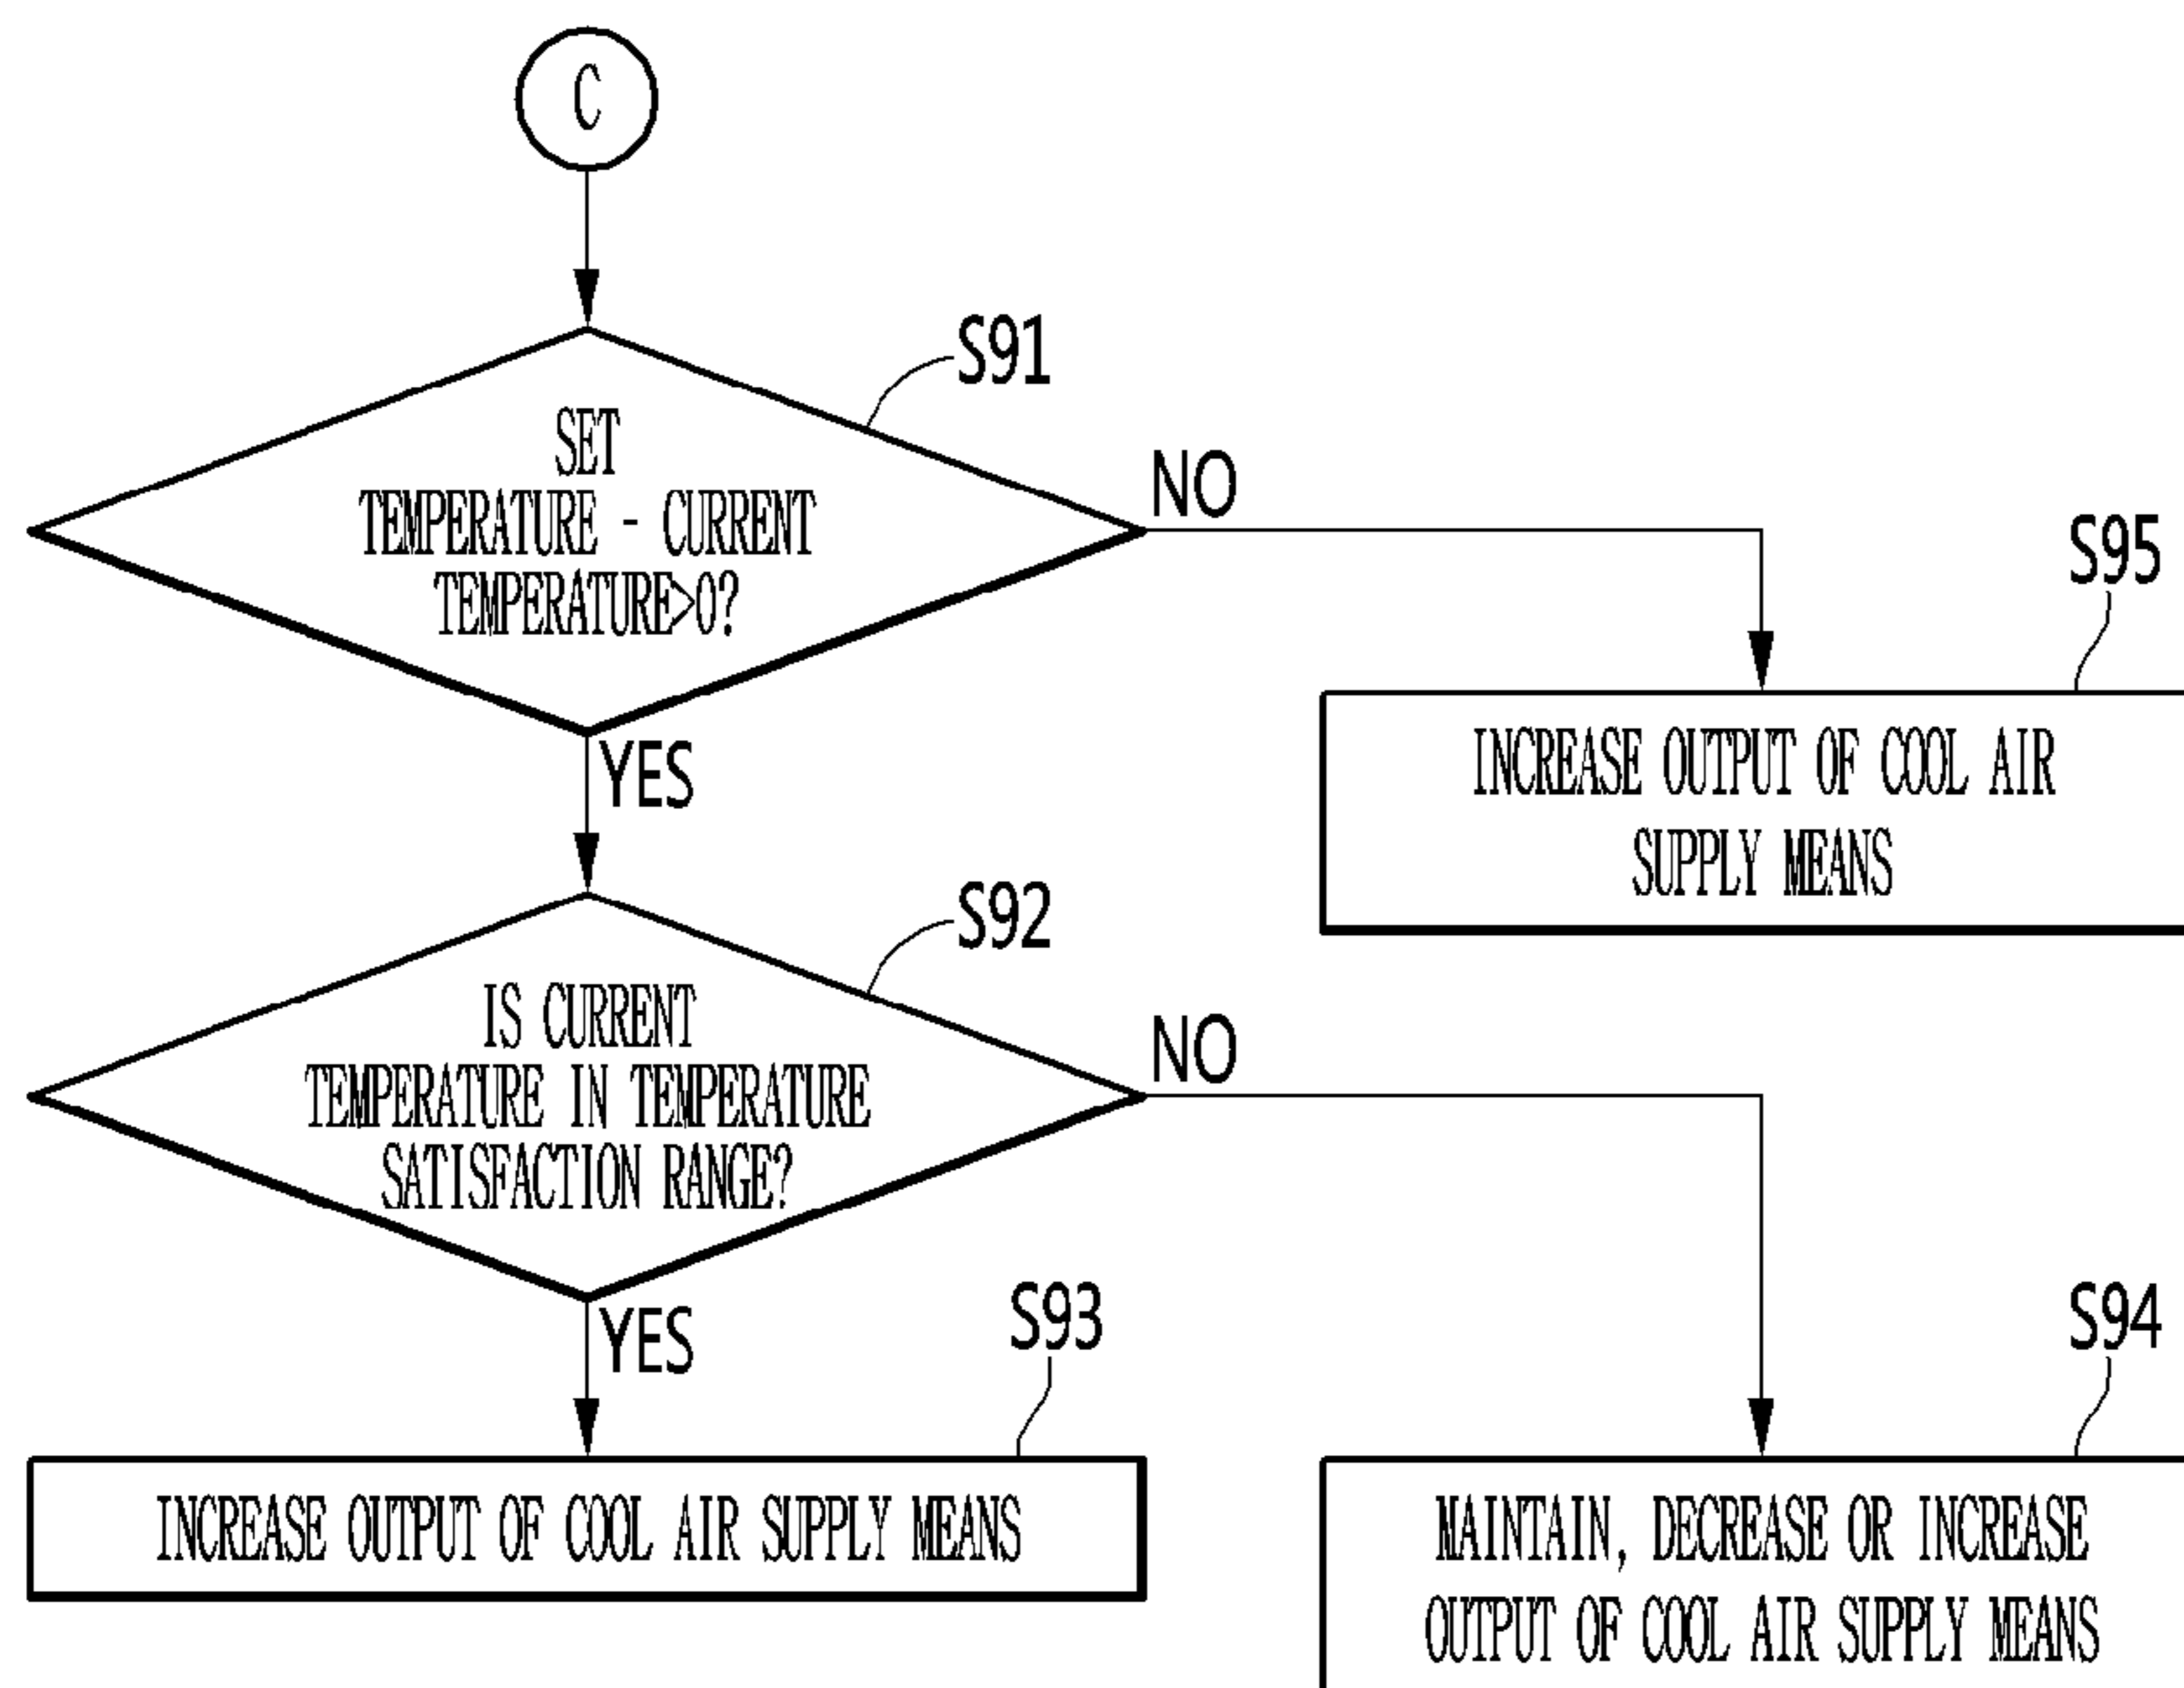 C
S91
SET
TEMPERATURE - CURRENT
TEMPERATURE>0?
NO
YES
S95
INCREASE OUTPUT OF COOL AIR
SUPPLY MEANS
S92
IS CURRENT
TEMPERATURE IN TEMPERATURE
SATISFACTION RANGE?
NO
YES
S93
INCREASE OUTPUT OF COOL AIR SUPPLY MEANS
S94
MAINTAIN, DECREASE OR INCREASE
OUTPUT OF COOL AIR SUPPLY MEANS